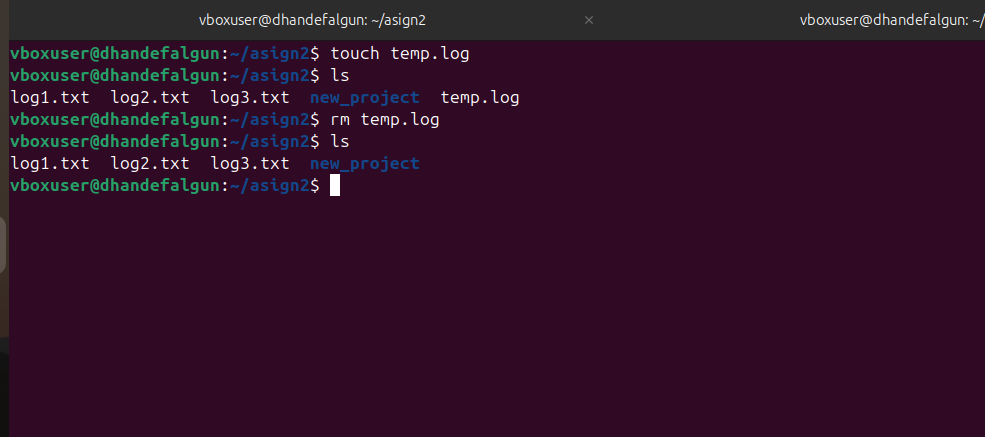 vboxuser@dhandefalgun: ~/asign2 × vboxuser@dhandefalgun: ~/
vboxuser@dhandefalgun:~/asign2$ touch temp.log
vboxuser@dhandefalgun:~/asign2$ ls
log1.txt  log2.txt  log3.txt  new_project  temp.log
vboxuser@dhandefalgun:~/asign2$ rm temp.log
vboxuser@dhandefalgun:~/asign2$ ls
log1.txt  log2.txt  log3.txt  new_project
vboxuser@dhandefalgun:~/asign2$